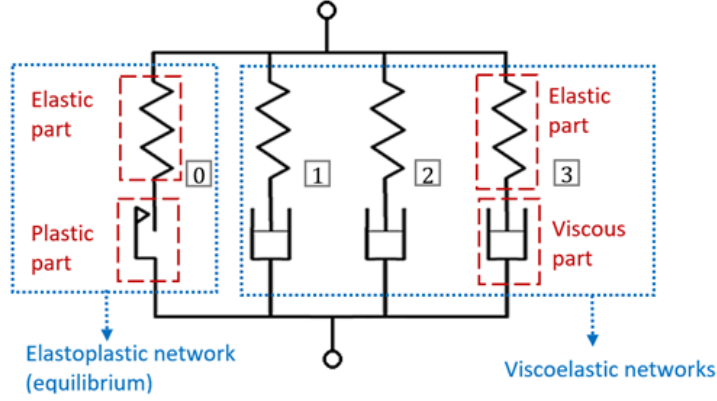 Elastic
part
0
Plastic
part
1
2
Elastic
part
3
Viscous
part
Elastoplastic network
(equilibrium)
Viscoelastic networks